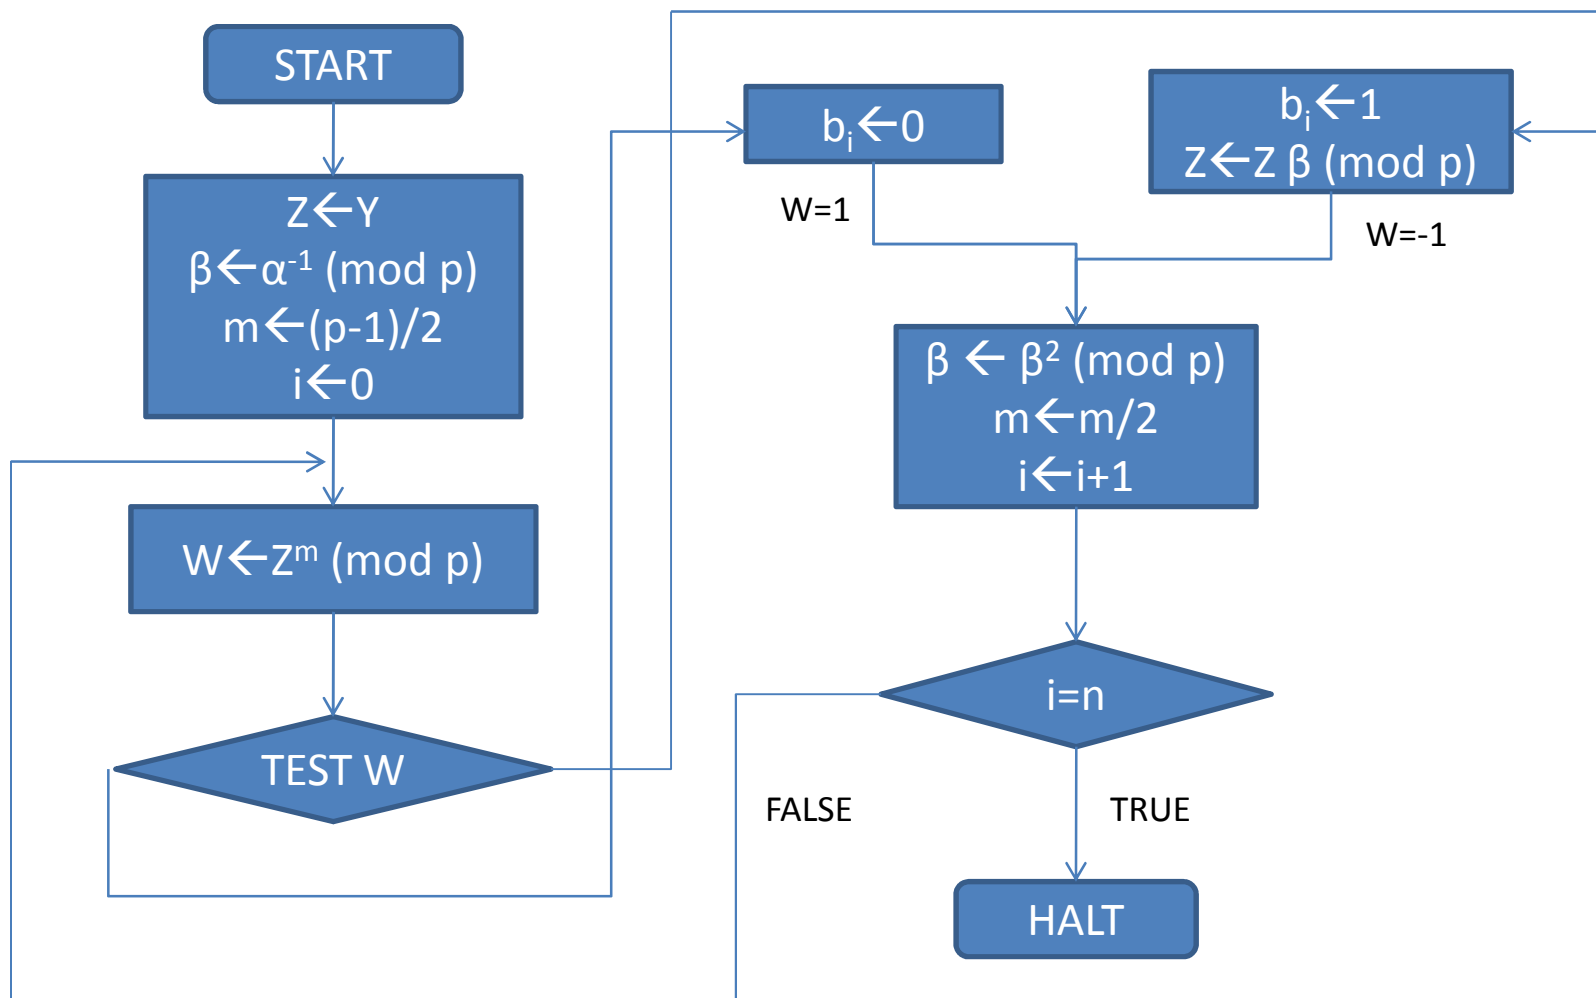 START
Z←Y
β←α⁻¹ (mod p)
m←(p-1)/2
i←0
W←Zᵐ (mod p)
TEST W
bᵢ←0
W=1
bᵢ←1
Z←Z β (mod p)
W=-1
β ← β² (mod p)
m←m/2
i←i+1
i=n
FALSE
TRUE
HALT